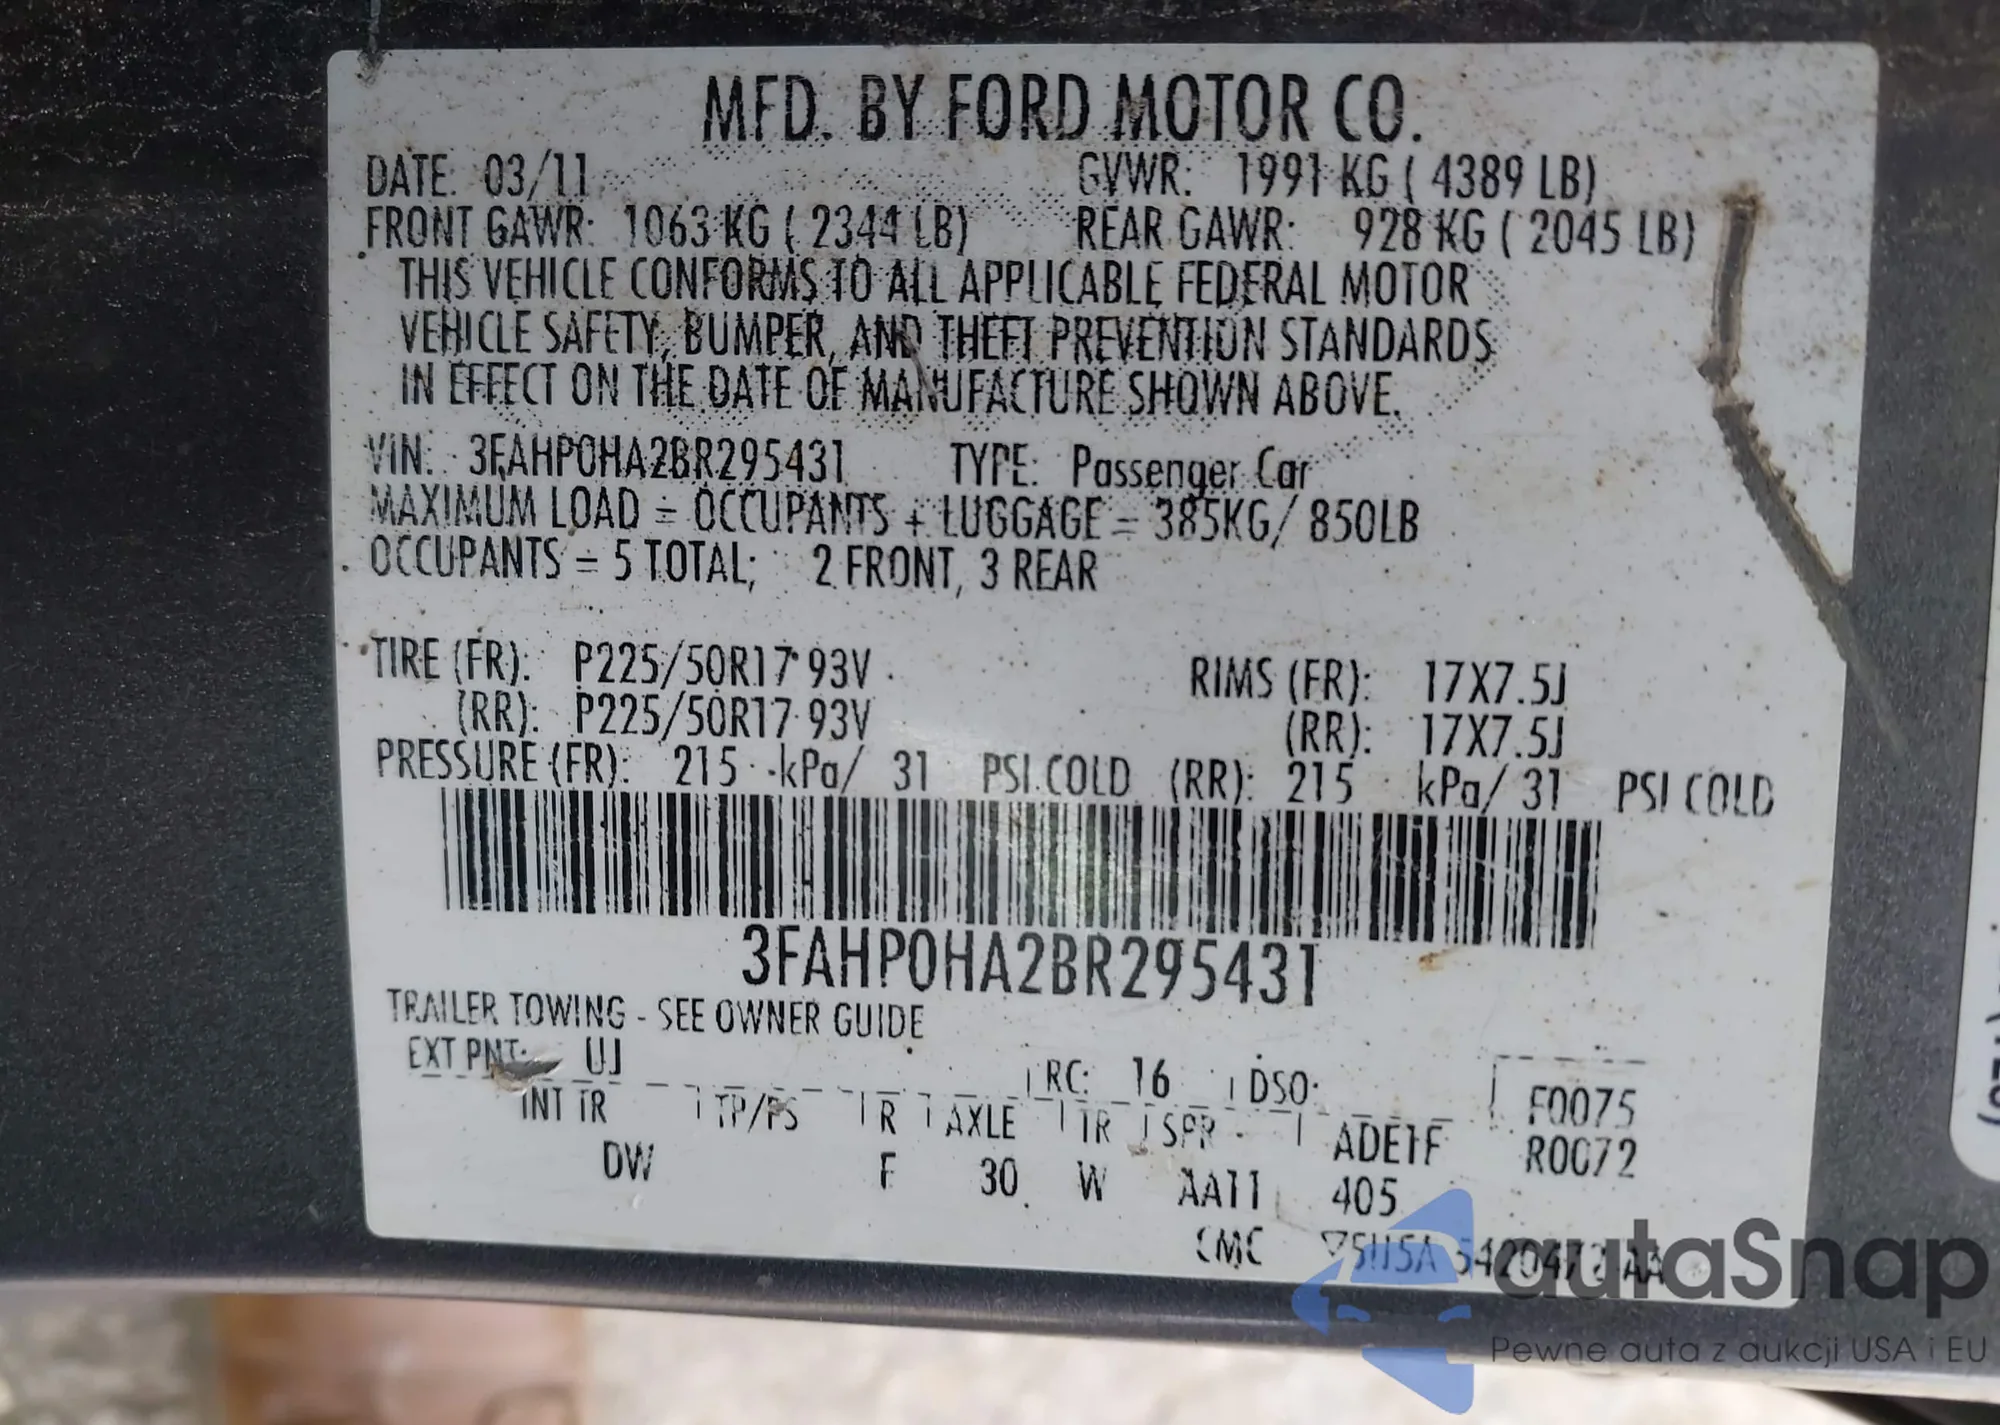 MFD. BY FORD MOTOR CO.
DATE: 03/11 GVWR: 1991 KG ( 4389 LB)
FRONT GAWR: 1063 KG ( 2344 LB) REAR GAWR: 928 KG ( 2045 LB)
THIS VEHICLE CONFORMS TO ALL APPLICABLE FEDERAL MOTOR
VEHICLE SAFETY, BUMPER, AND THEFT PREVENTION STANDARDS
IN EFFECT ON THE DATE OF MANUFACTURE SHOWN ABOVE.
VIN: 3FAHP0HA2BR295431 TYPE: Passenger Car
MAXIMUM LOAD = OCCUPANTS + LUGGAGE = 385KG/ 850LB
OCCUPANTS = 5 TOTAL; 2 FRONT, 3 REAR
TIRE (FR): P225/50R17 93V RIMS (FR): 17X7.5J
(RR): P225/50R17 93V (RR): 17X7.5J
PRESSURE (FR): 215 kPa/ 31 PSI COLD (RR): 215 kPa/ 31 PSI COLD
3FAHP0HA2BR295431
TRAILER TOWING - SEE OWNER GUIDE
EXT PNT: UJ RC: 16 DSO: F0075
INT TR TP/PS R AXLE TR SPR ADE1F R0072
DW F 30 W AA11 405
CMC
autaSnap
Pewne auta z aukcji USA i EU